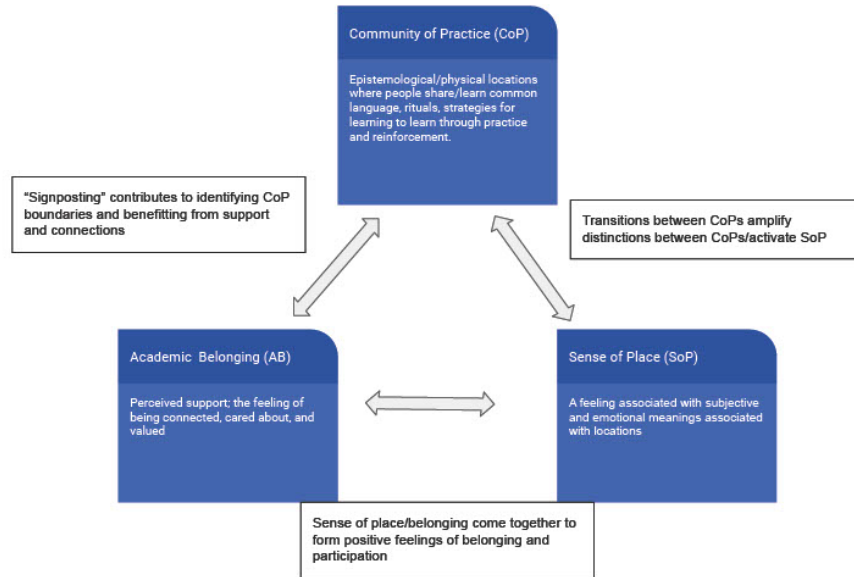 Community of Practice (CoP)
Epistemological/physical locations
where people share/learn common
language, rituals, strategies for
learning to learn through practice
and reinforcement.
“Signposting” contributes to identifying CoP
boundaries and benefitting from support
and connections
Transitions between CoPs amplify
distinctions between CoPs/activate SoP
Academic Belonging (AB)
Perceived support; the feeling of
being connected, cared about, and
valued
Sense of Place (SoP)
A feeling associated with subjective
and emotional meanings associated
with locations
Sense of place/belonging come together to
form positive feelings of belonging and
participation